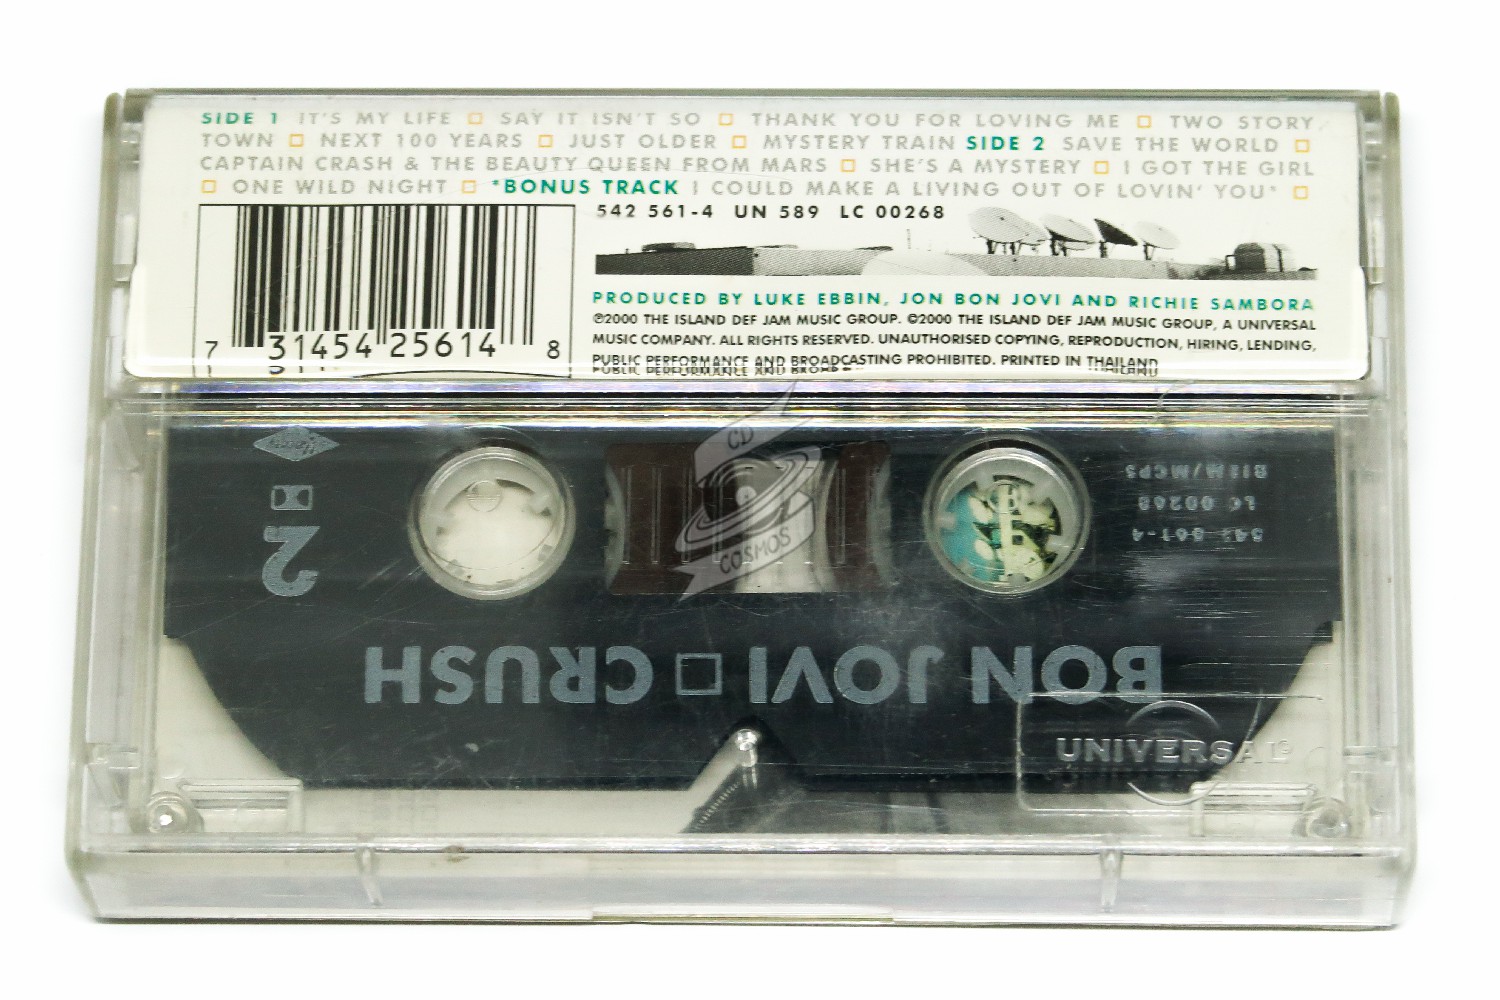 SIDE 1 IT'S MY LIFE □ SAY IT ISN'T SO □ THANK YOU FOR LOVING ME □ TWO STORY
TOWN □ NEXT 100 YEARS □ JUST OLDER □ MYSTERY TRAIN SIDE 2 SAVE THE WORLD □
CAPTAIN CRASH & THE BEAUTY QUEEN FROM MARS □ SHE'S A MYSTERY □ I GOT THE GIRL
□ ONE WILD NIGHT □ *BONUS TRACK I COULD MAKE A LIVING OUT OF LOVIN' YOU* □
542 561-4 UN 589 LC 00268
7 31454 25614 8
PRODUCED BY LUKE EBBIN, JON BON JOVI AND RICHIE SAMBORA
℗2000 THE ISLAND DEF JAM MUSIC GROUP. ©2000 THE ISLAND DEF JAM MUSIC GROUP, A UNIVERSAL
MUSIC COMPANY. ALL RIGHTS RESERVED. UNAUTHORISED COPYING, REPRODUCTION, HIRING, LENDING,
PUBLIC PERFORMANCE AND BROADCASTING PROHIBITED. PRINTED IN THAILAND
CD
COSMOS
BON JOVI □ CRUSH
2
542 561-4
LC 00268
BIEM/MCPS
UNIVERSAL